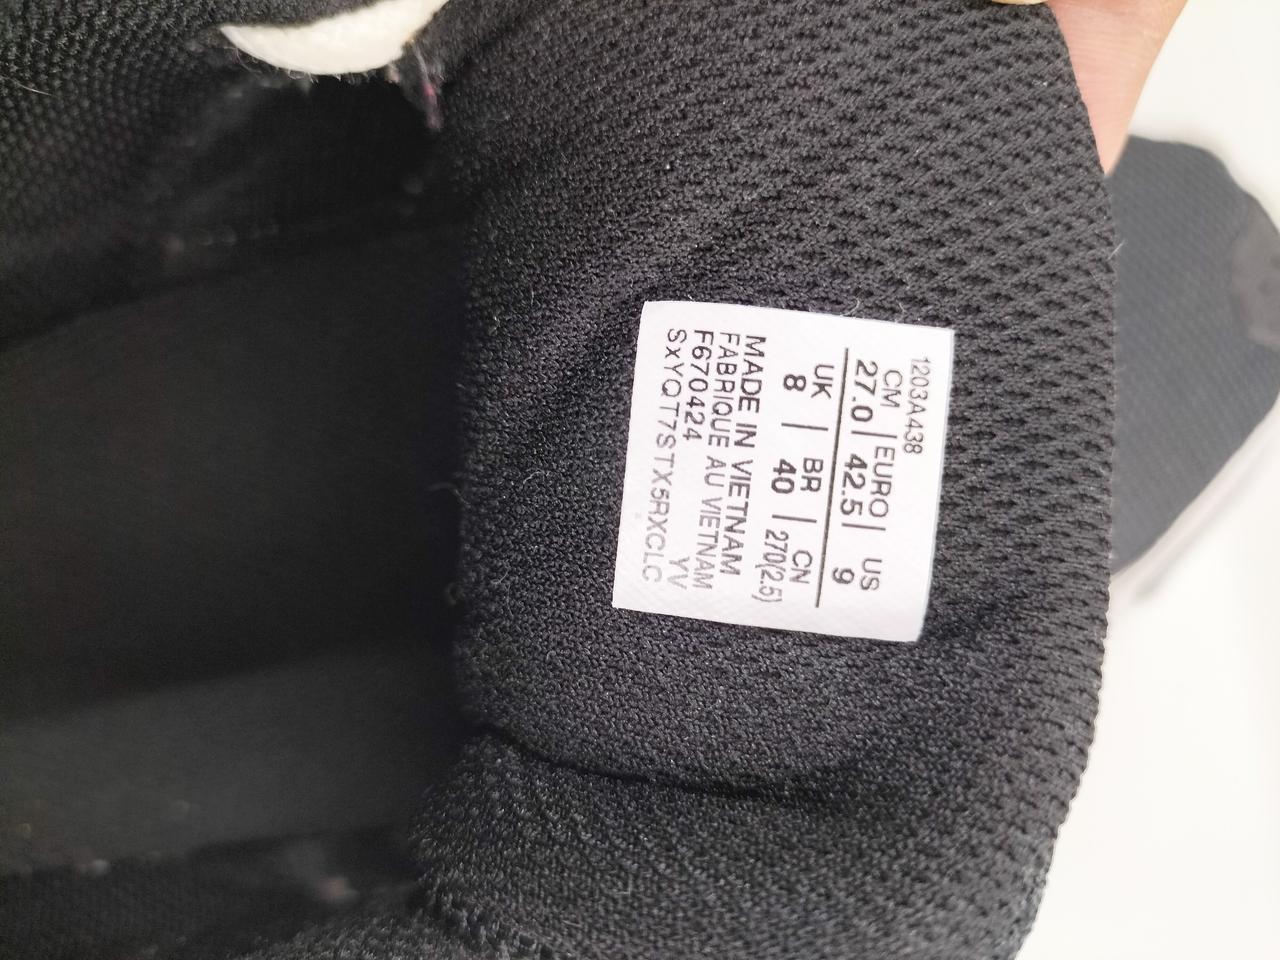 1203A438
CM | EURO | US
27.0 | 42.5 | 9
UK | BR | CN
8 | 40 | 270(2.5)
MADE IN VIETNAM
FABRIQUE AU VIETNAM
F670424 YV
SxYQT7STX5RXCLC